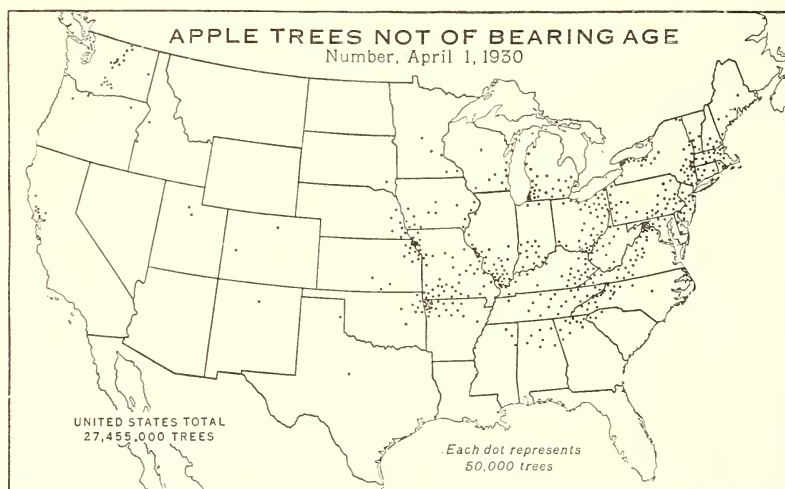 APPLE TREES NOT OF BEARING AGE
Number, April 1, 1930
UNITED STATES TOTAL
27,455,000 TREES
Each dot represents
50,000 trees